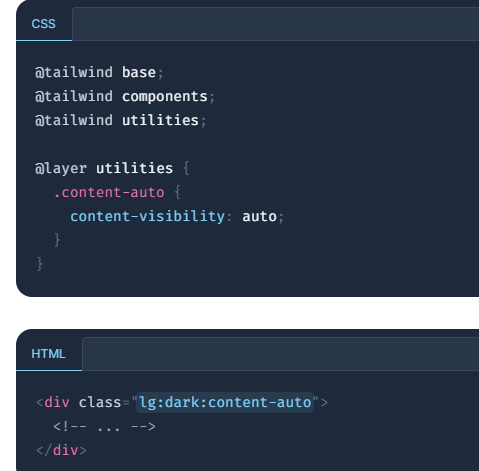 CSS
@tailwind base;
@tailwind components;
@tailwind utilities;
@layer utilities {
.content-auto {
content-visibility: auto;
}
}
HTML
<div class="lg:dark:content-auto">
<!-- ... -->
</div>